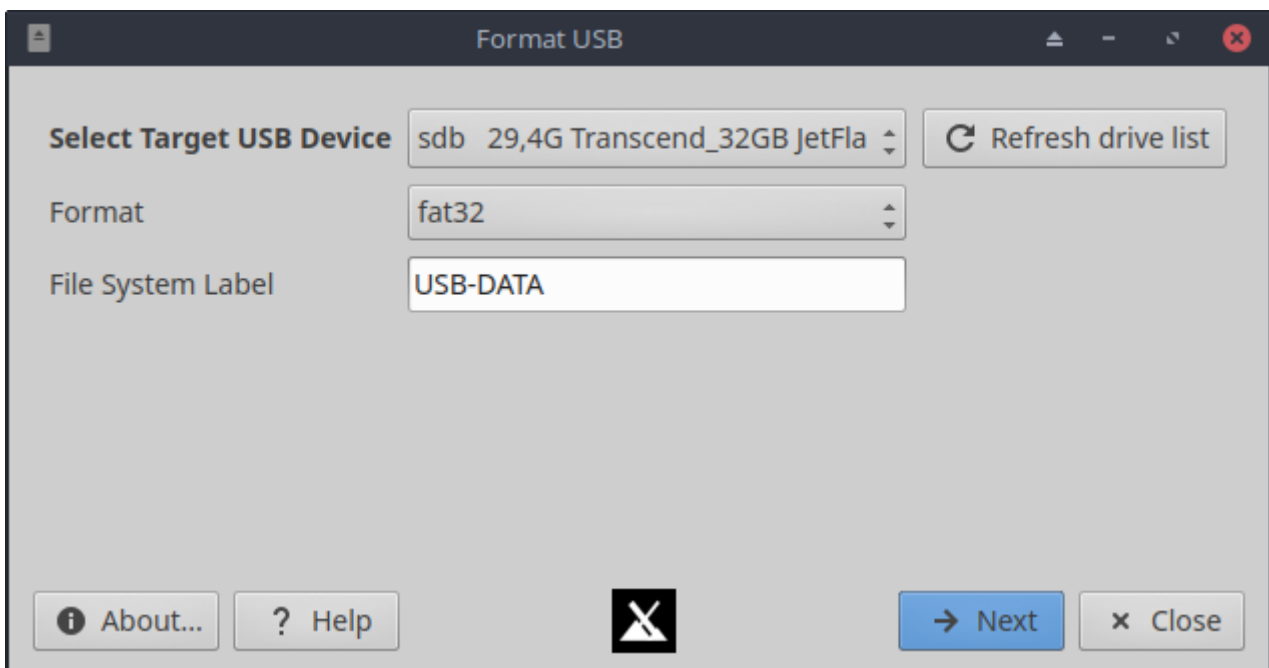 Format USB
Select Target USB Device sdb 29,4G Transcend_32GB JetFla Refresh drive list
Format fat32
File System Label USB-DATA
About... ? Help Next Close